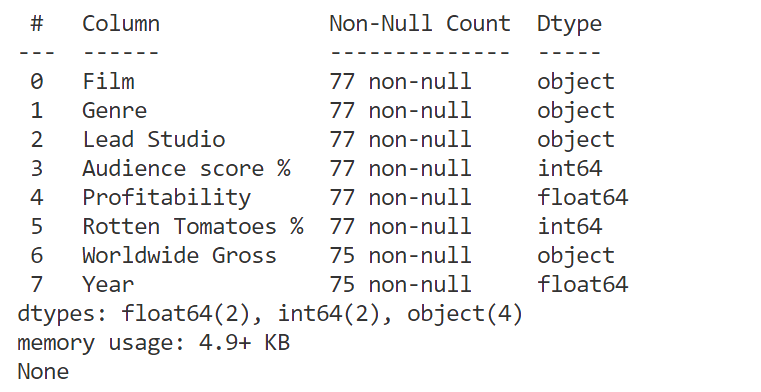 #   Column             Non-Null Count  Dtype
---  ------             --------------  -----
 0   Film               77 non-null     object
 1   Genre              77 non-null     object
 2   Lead Studio        77 non-null     object
 3   Audience score %   77 non-null     int64
 4   Profitability      77 non-null     float64
 5   Rotten Tomatoes %  77 non-null     int64
 6   Worldwide Gross    75 non-null     object
 7   Year               75 non-null     float64
dtypes: float64(2), int64(2), object(4)
memory usage: 4.9+ KB
None